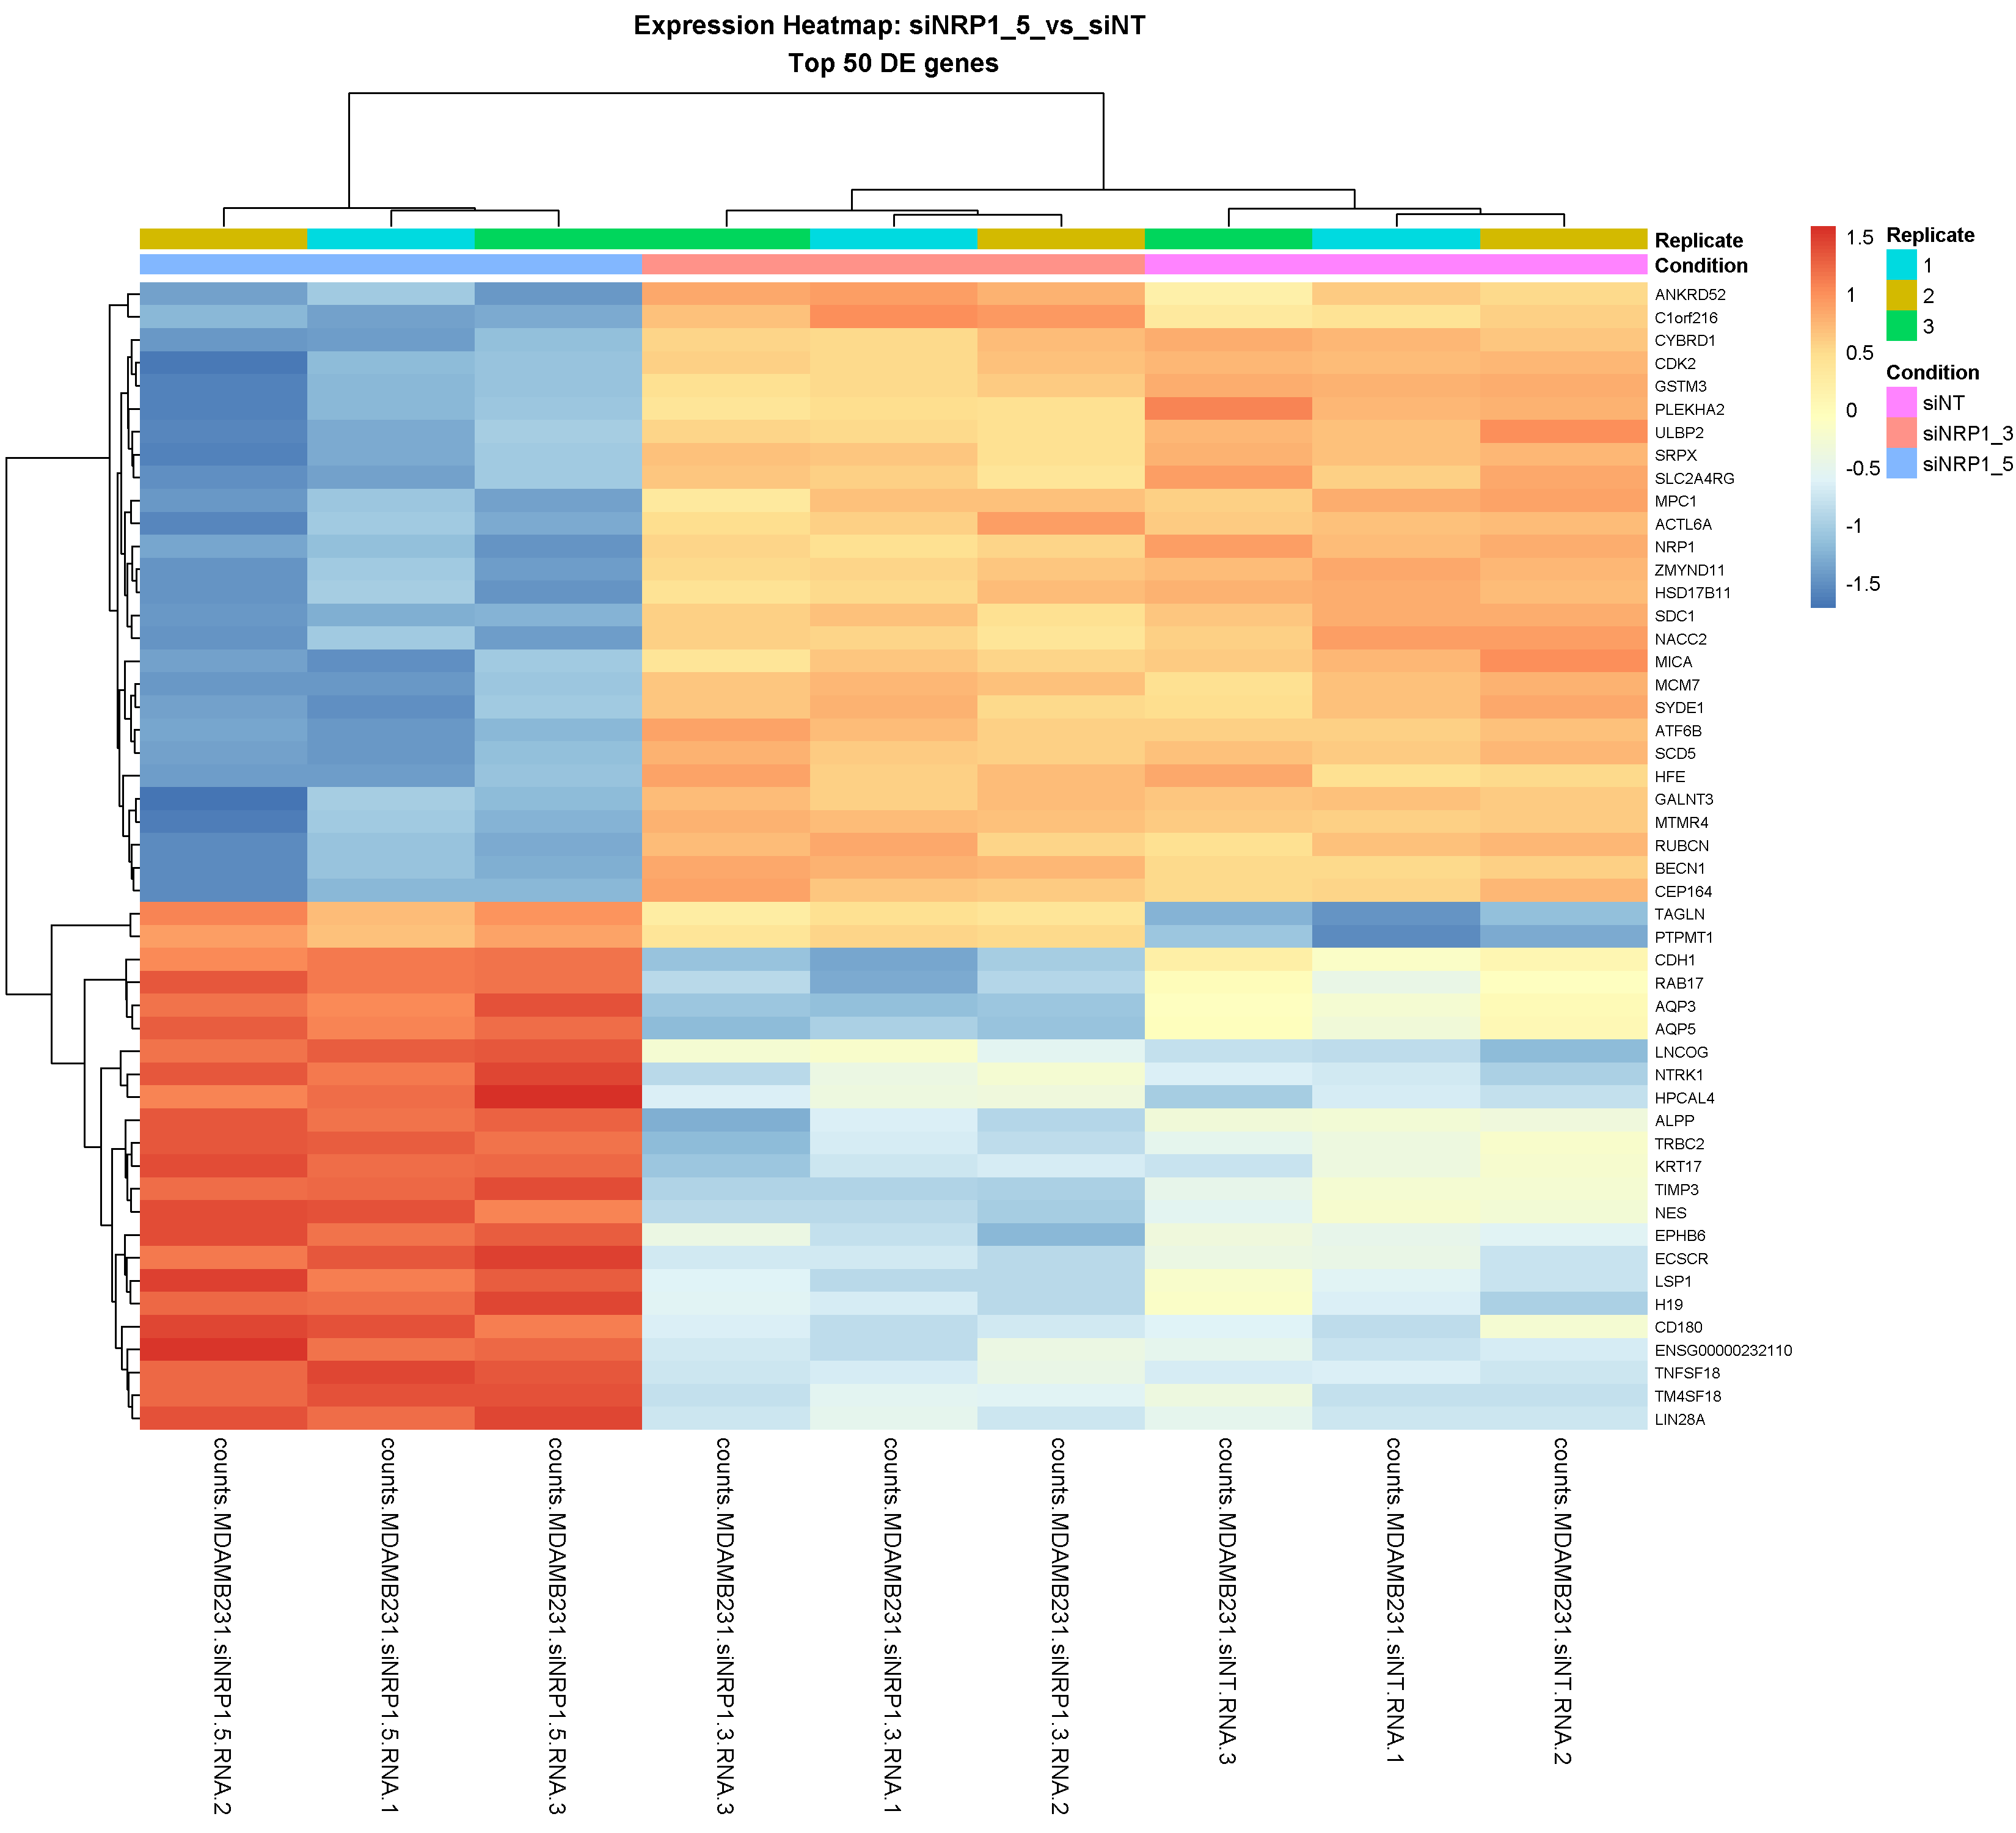 Expression Heatmap: siNRP1_5_vs_siNT
Top 50 DE genes
Replicate
Condition
ANKRD52
C1orf216
CYBRD1
CDK2
GSTM3
PLEKHA2
ULBP2
SRPX
SLC2A4RG
MPC1
ACTL6A
NRP1
ZMYND11
HSD17B11
SDC1
NACC2
MICA
MCM7
SYDE1
ATF6B
SCD5
HFE
GALNT3
MTMR4
RUBCN
BECN1
CEP164
TAGLN
PTPMT1
CDH1
RAB17
AQP3
AQP5
LNCOG
NTRK1
HPCAL4
ALPP
TRBC2
KRT17
TIMP3
NES
EPHB6
ECSCR
LSP1
H19
CD180
ENSG00000232110
TNFSF18
TM4SF18
LIN28A
1.5
1
0.5
0
-0.5
-1
-1.5
Replicate
1
2
3
Condition
siNT
siNRP1_3
siNRP1_5
counts.MDAMB231.siNRP1.5.RNA.2
counts.MDAMB231.siNRP1.5.RNA.1
counts.MDAMB231.siNRP1.5.RNA.3
counts.MDAMB231.siNRP1.3.RNA.3
counts.MDAMB231.siNRP1.3.RNA.1
counts.MDAMB231.siNRP1.3.RNA.2
counts.MDAMB231.siNT.RNA.3
counts.MDAMB231.siNT.RNA.1
counts.MDAMB231.siNT.RNA.2